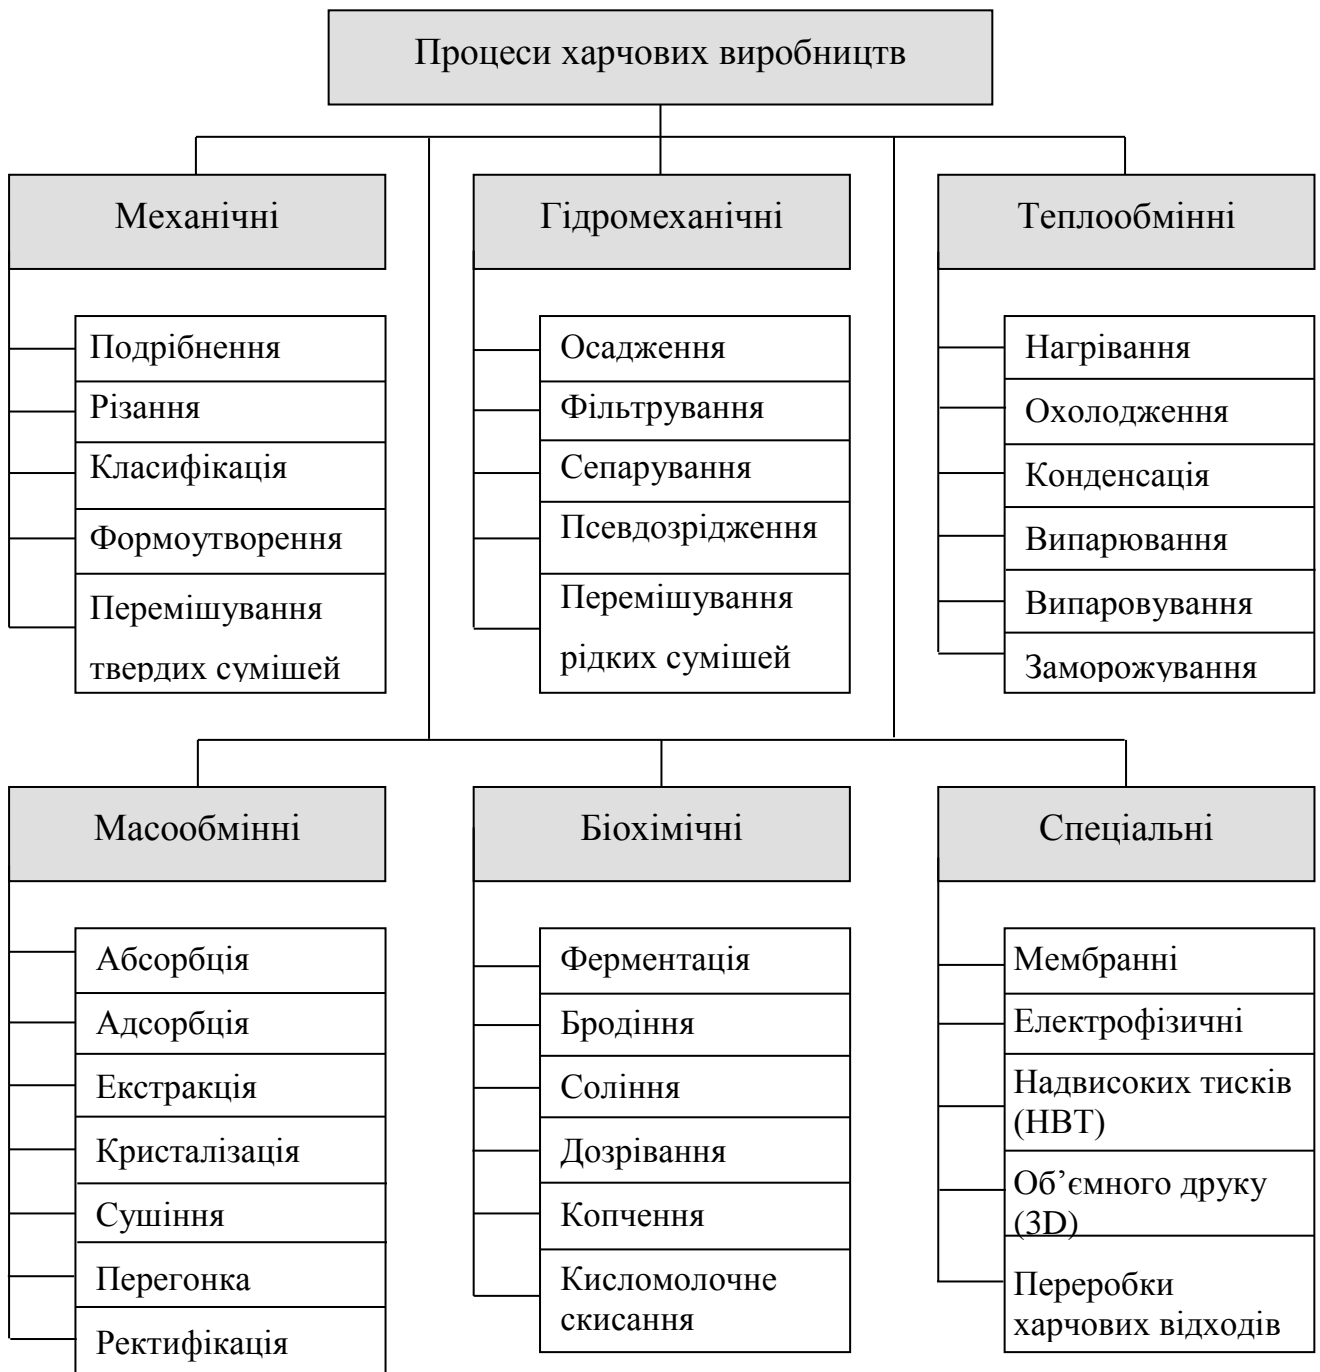 Процеси харчових виробництв
Механічні
Подрібнення
Різання
Класифікація
Формоутворення
Перемішування
твердих сумішей
Гідромеханічні
Осадження
Фільтрування
Сепарування
Псевдозрідження
Перемішування
рідких сумішей
Теплообмінні
Нагрівання
Охолодження
Конденсація
Випарювання
Випаровування
Заморожування
Масообмінні
Абсорбція
Адсорбція
Екстракція
Кристалізація
Сушіння
Перегонка
Ректифікація
Біохімічні
Ферментація
Бродіння
Соління
Дозрівання
Копчення
Кисломолочне
скисання
Спеціальні
Мембранні
Електрофізичні
Надвисоких тисків
(НВТ)
Об’ємного друку
(3D)
Переробки
харчових відходів